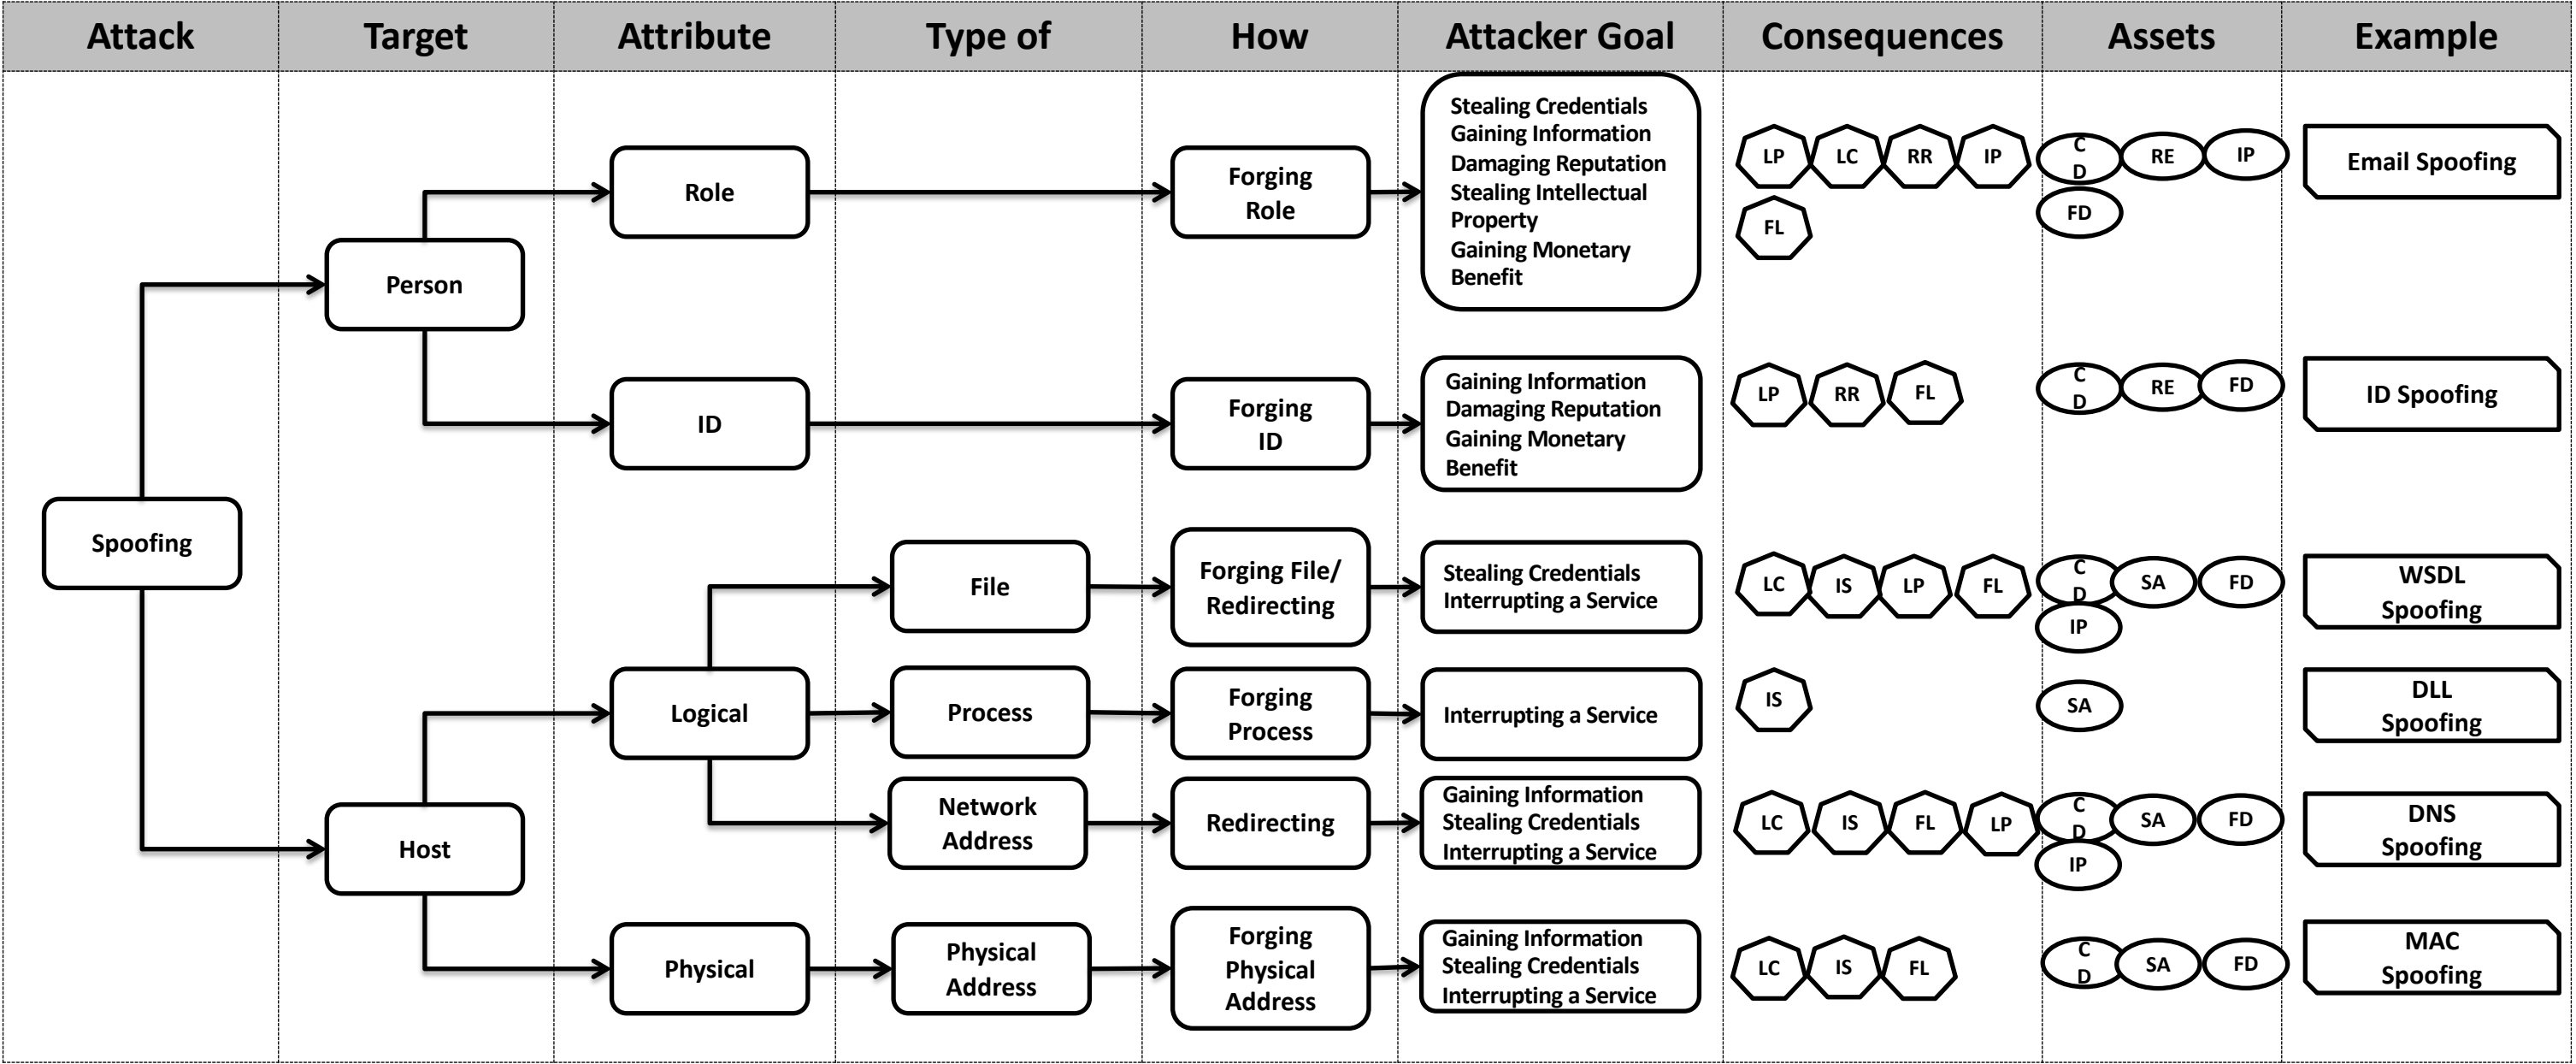 Attack Target Attribute Type of How Attacker Goal Consequences Assets Example
Spoofing
Person
Role
Forging
Role
Stealing Credentials
Gaining Information
Damaging Reputation
Stealing Intellectual
Property
Gaining Monetary
Benefit
LP LC RR IP
FL
C
D
RE IP
FD
Email Spoofing
ID
Forging
ID
Gaining Information
Damaging Reputation
Gaining Monetary
Benefit
LP RR FL
C
D
RE FD
ID Spoofing
Host
Logical
File
Forging File/
Redirecting
Stealing Credentials
Interrupting a Service
LC IS LP FL
C
D
SA FD
IP
WSDL
Spoofing
Process
Forging
Process
Interrupting a Service
IS
SA
DLL
Spoofing
Network
Address
Redirecting
Gaining Information
Stealing Credentials
Interrupting a Service
LC IS FL LP
C
D
SA FD
IP
DNS
Spoofing
Physical
Physical
Address
Forging
Physical
Address
Gaining Information
Stealing Credentials
Interrupting a Service
LC IS FL
C
D
SA FD
MAC
Spoofing